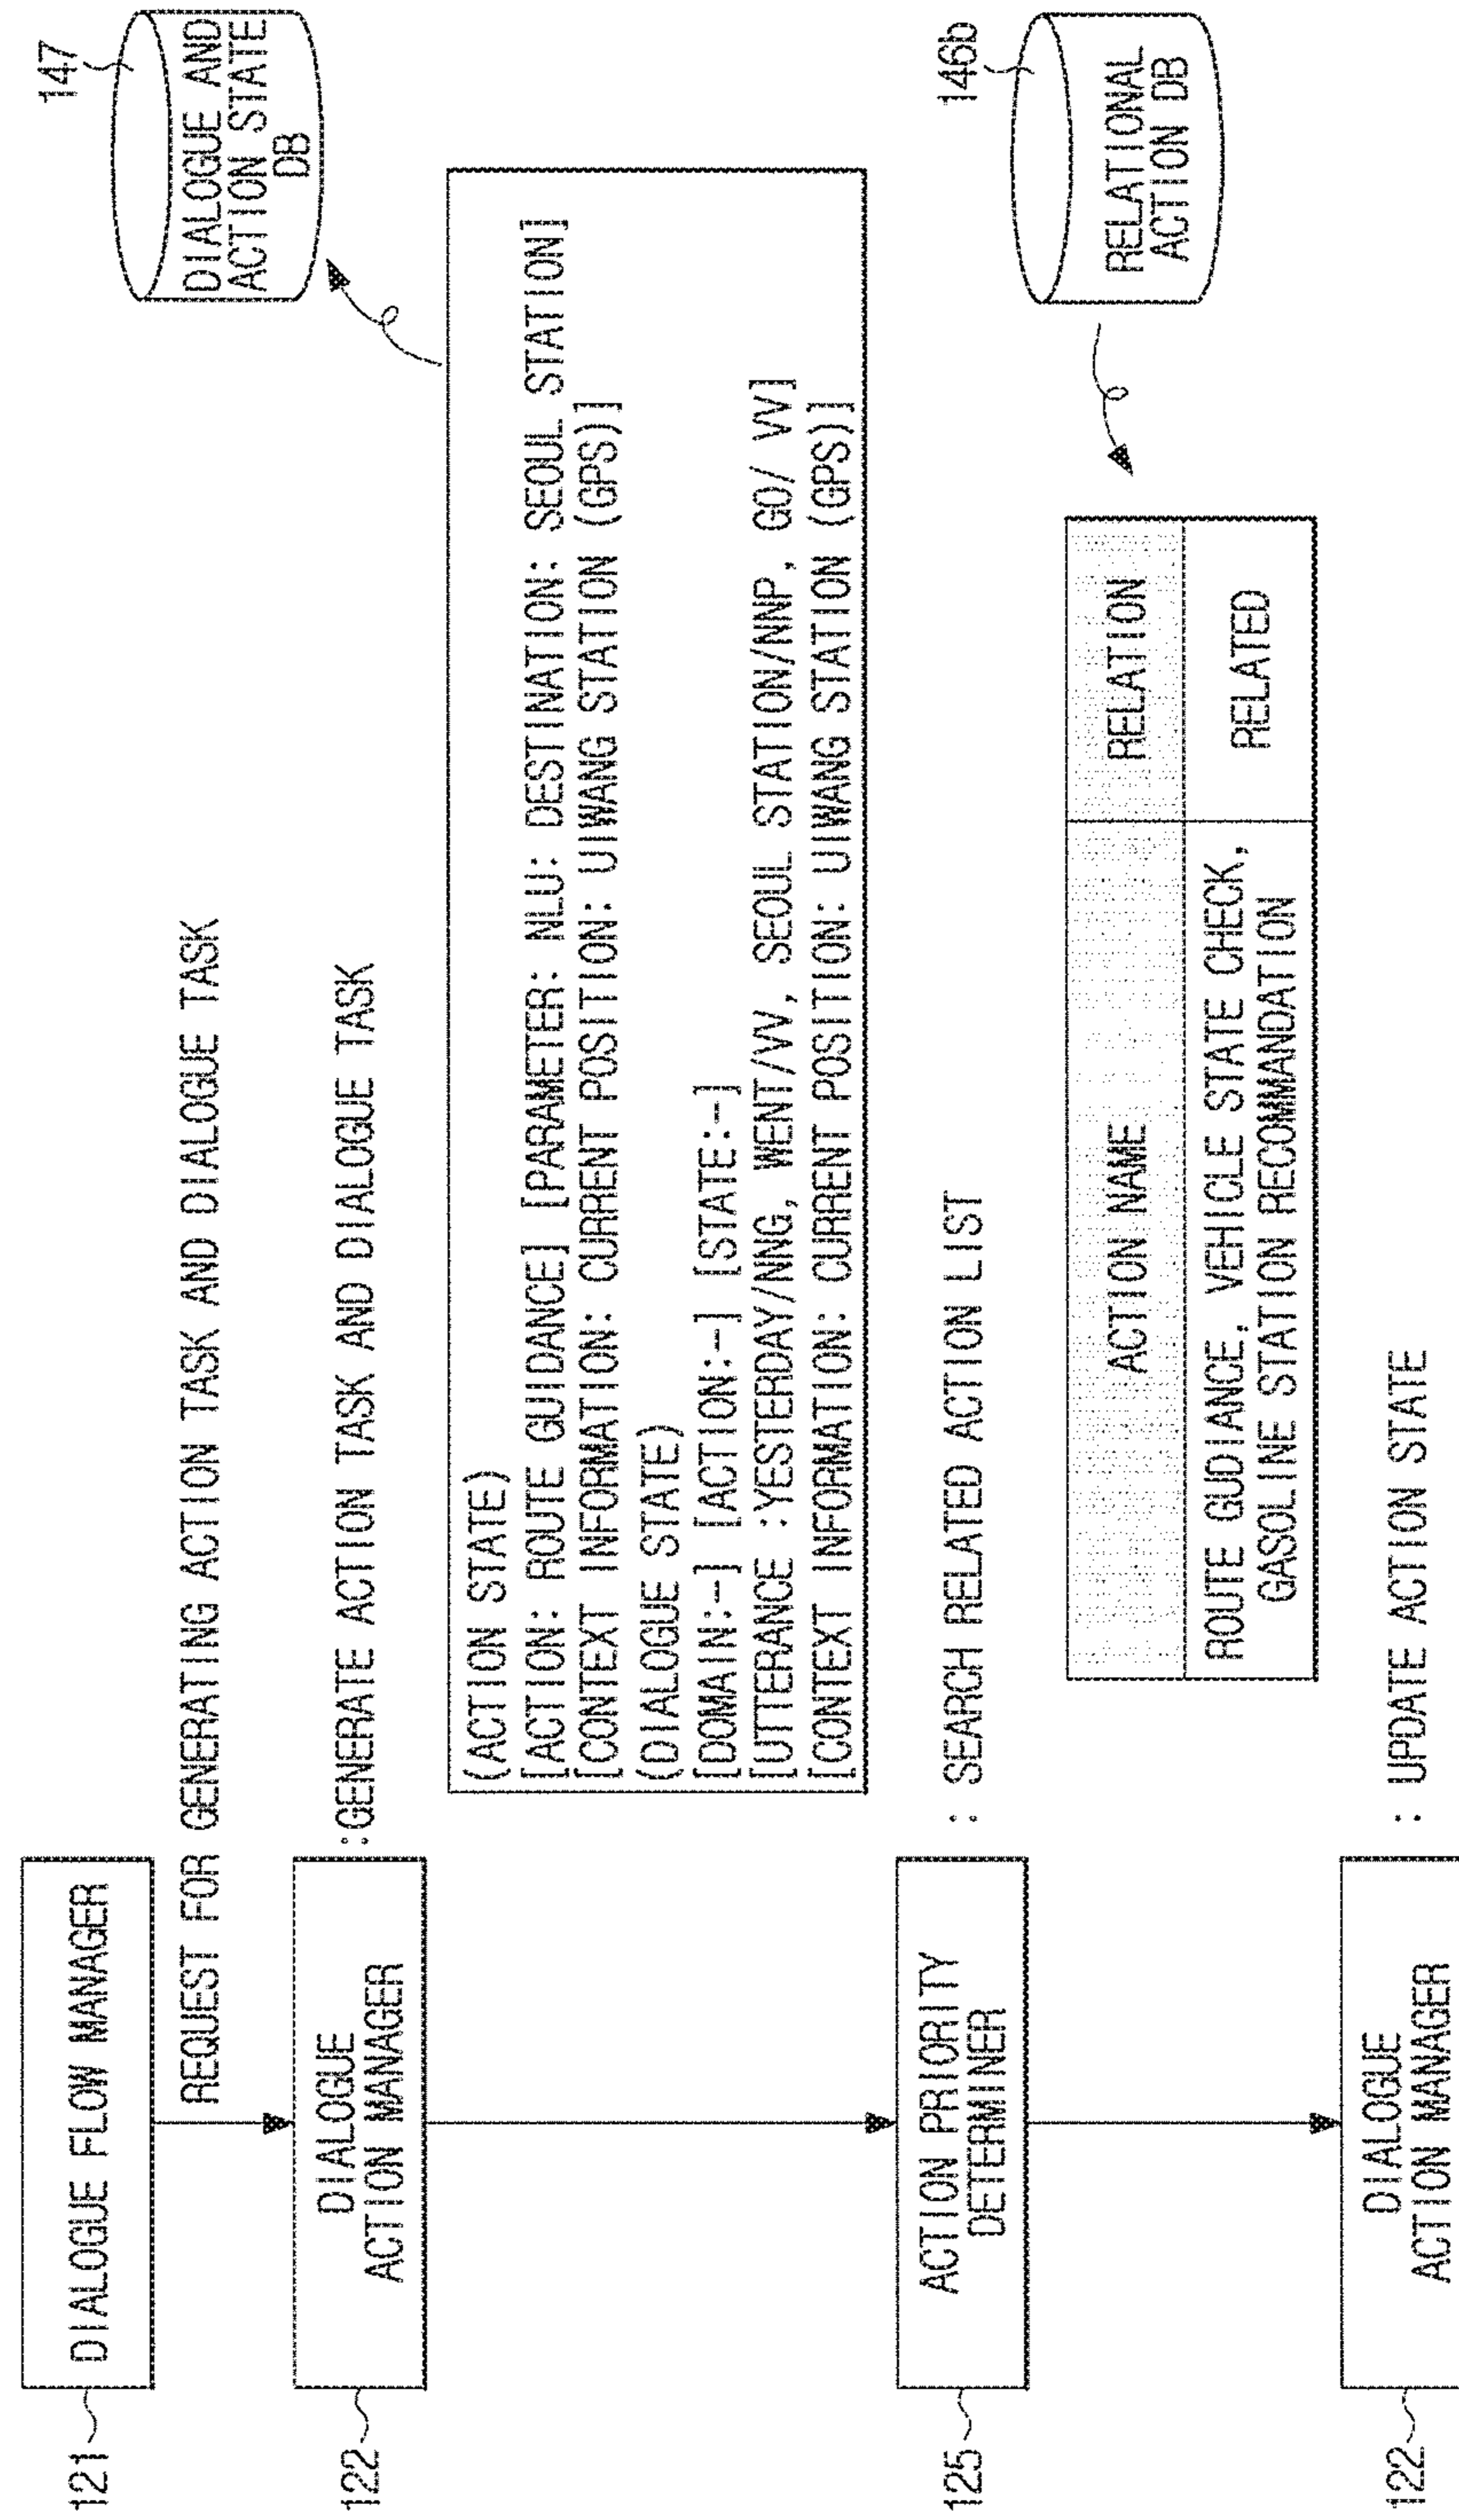 121
DIALOGUE FLOW MANAGER
147
DIALOGUE AND
ACTION STATE
DB
REQUEST FOR GENERATING ACTION TASK AND DIALOGUE TASK
122
DIALOGUE
ACTION MANAGER
:GENERATE ACTION TASK AND DIALOGUE TASK
(ACTION STATE)
[ACTION: ROUTE GUIDANCE] [PARAMETER: NLU: DESTINATION: SEOUL STATION]
[CONTEXT INFORMATION: CURRENT POSITION: UIWANG STATION (GPS)]
(DIALOGUE STATE)
[DOMAIN:-] [ACTION:-] [STATE:-]
[UTTERANCE :YESTERDAY/NNG, WENT/VV, SEOUL STATION/NNP, GO/ VV]
[CONTEXT INFORMATION: CURRENT POSITION: UIWANG STATION (GPS)]
125
ACTION PRIORITY
DETERMINER
: SEARCH RELATED ACTION LIST
146b
RELATIONAL
ACTION DB
ACTION NAME RELATION
ROUTE GUDIANCE, VEHICLE STATE CHECK,
GASOLINE STATION RECOMMANDATION
RELATED
122
DIALOGUE
ACTION MANAGER
: UPDATE ACTION STATE